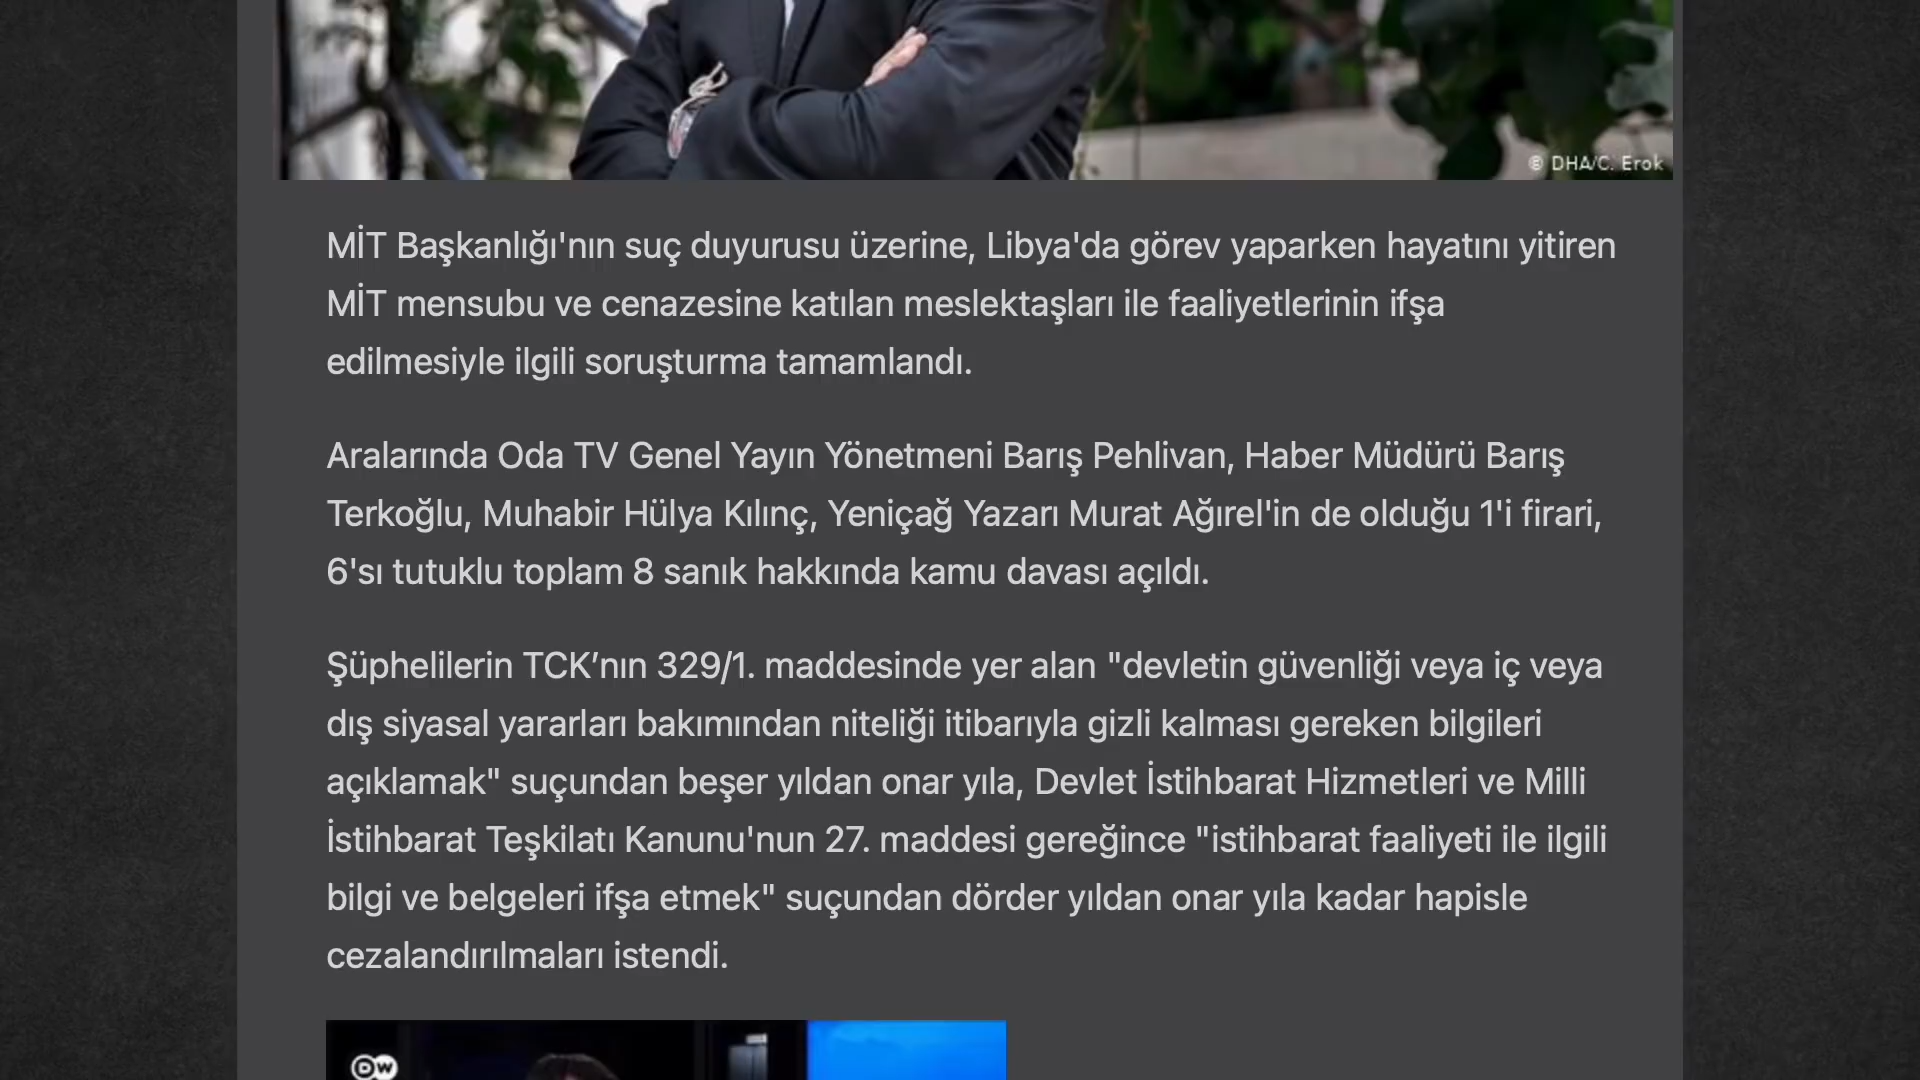 © DHA/C. Erok
MİT Başkanlığı'nın suç duyurusu üzerine, Libya'da görev yaparken hayatını yitiren
MİT mensubu ve cenazesine katılan meslektaşları ile faaliyetlerinin ifşa
edilmesiyle ilgili soruşturma tamamlandı.
Aralarında Oda TV Genel Yayın Yönetmeni Barış Pehlivan, Haber Müdürü Barış
Terkoğlu, Muhabir Hülya Kılınç, Yeniçağ Yazarı Murat Ağırel'in de olduğu 1'i firari,
6'sı tutuklu toplam 8 sanık hakkında kamu davası açıldı.
Şüphelilerin TCK’nın 329/1. maddesinde yer alan "devletin güvenliği veya iç veya
dış siyasal yararları bakımından niteliği itibarıyla gizli kalması gereken bilgileri
açıklamak" suçundan beşer yıldan onar yıla, Devlet İstihbarat Hizmetleri ve Milli
İstihbarat Teşkilatı Kanunu'nun 27. maddesi gereğince "istihbarat faaliyeti ile ilgili
bilgi ve belgeleri ifşa etmek" suçundan dörder yıldan onar yıla kadar hapisle
cezalandırılmaları istendi.
DW